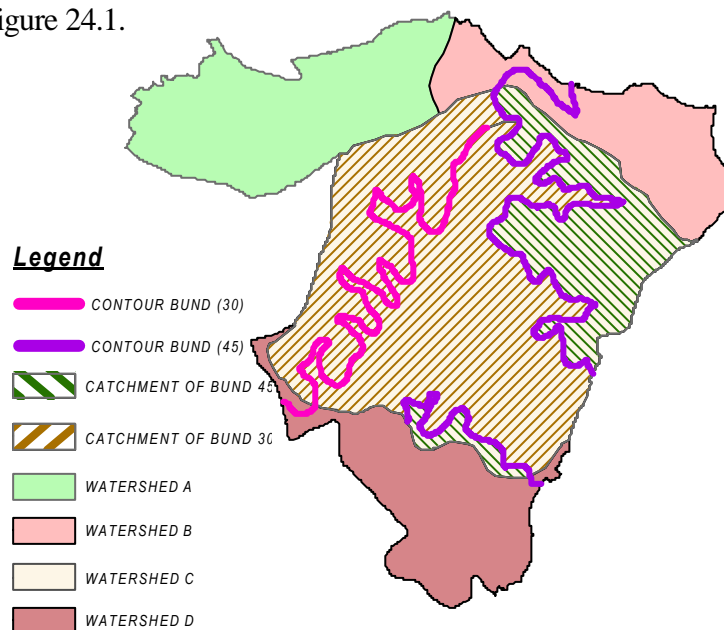 igure 24.1.
Legend
CONTOUR BUND (30)
CONTOUR BUND (45)
CATCHMENT OF BUND 45
CATCHMENT OF BUND 30
WATERSHED A
WATERSHED B
WATERSHED C
WATERSHED D